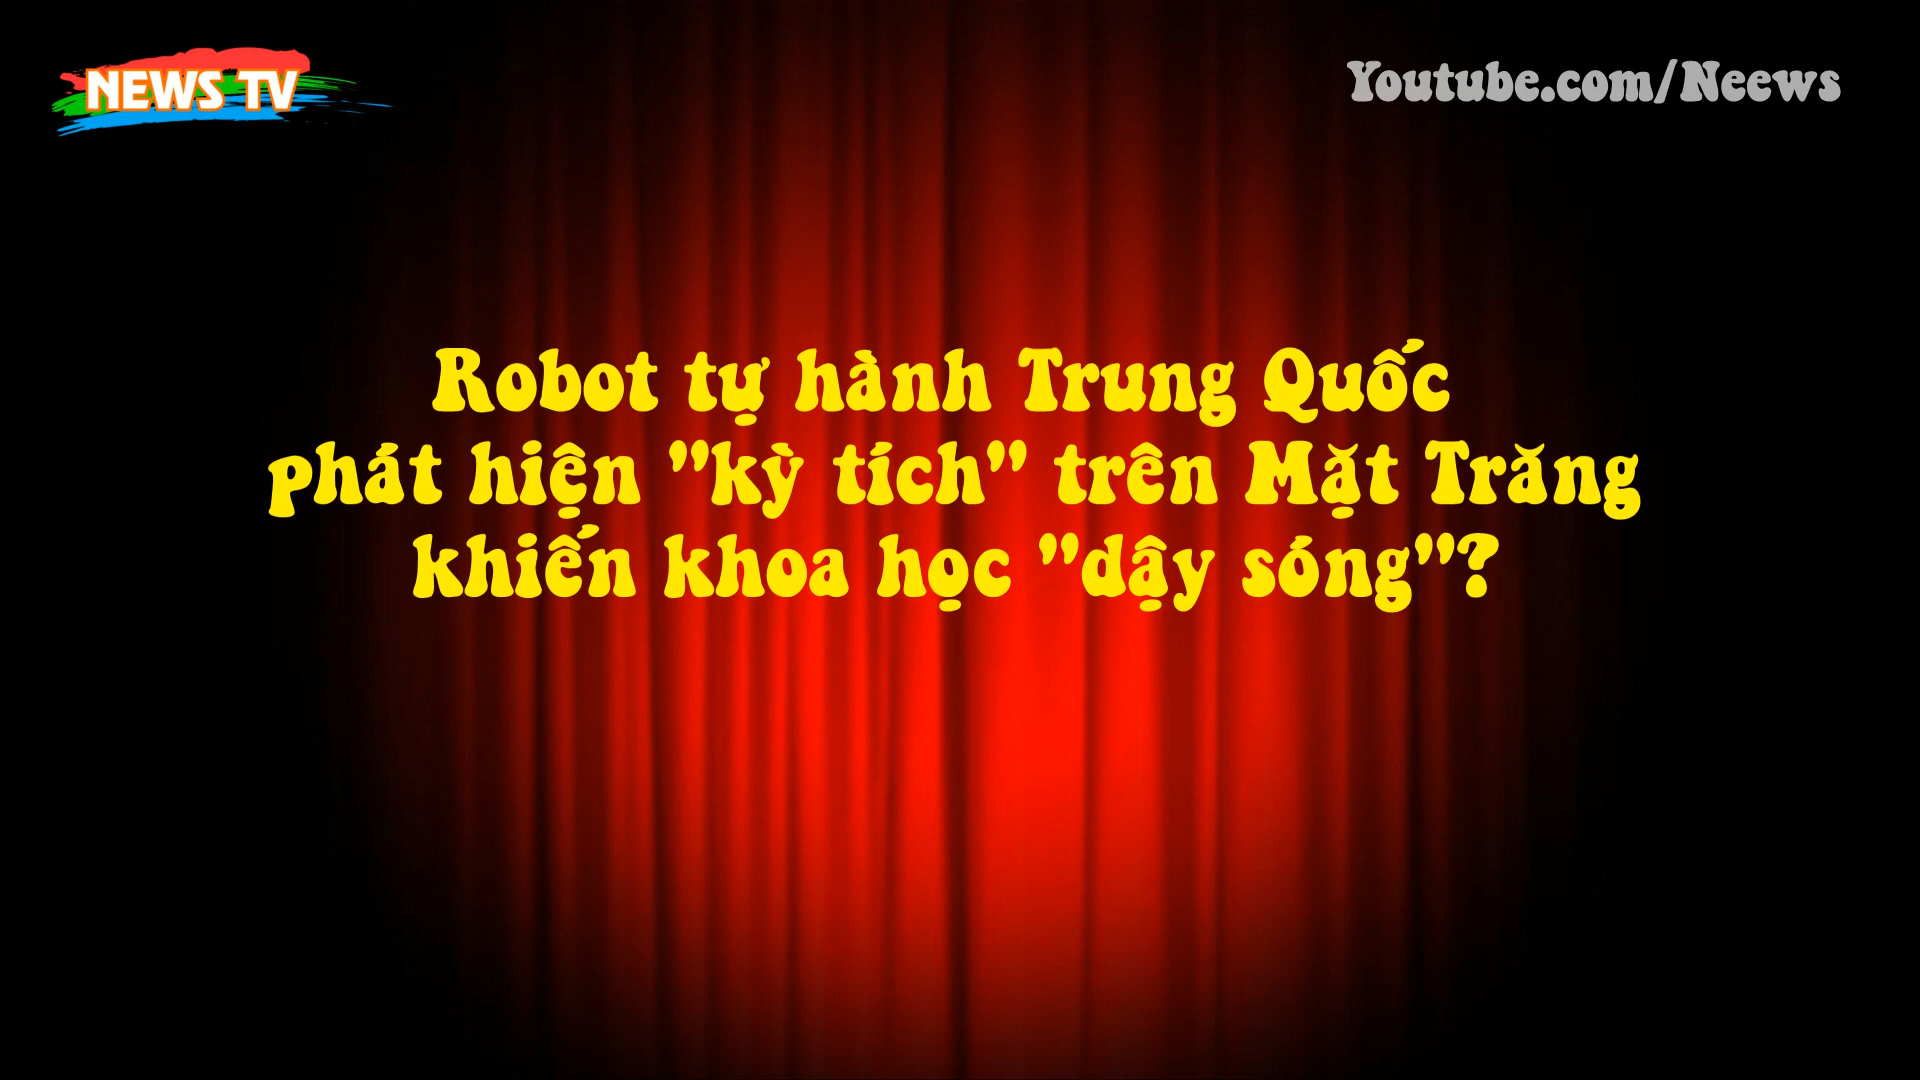 NEWS TV
Youtube.com/Neews
Robot tự hành Trung Quốc
phát hiện "kỳ tích" trên Mặt Trăng
khiến khoa học "dậy sóng"?